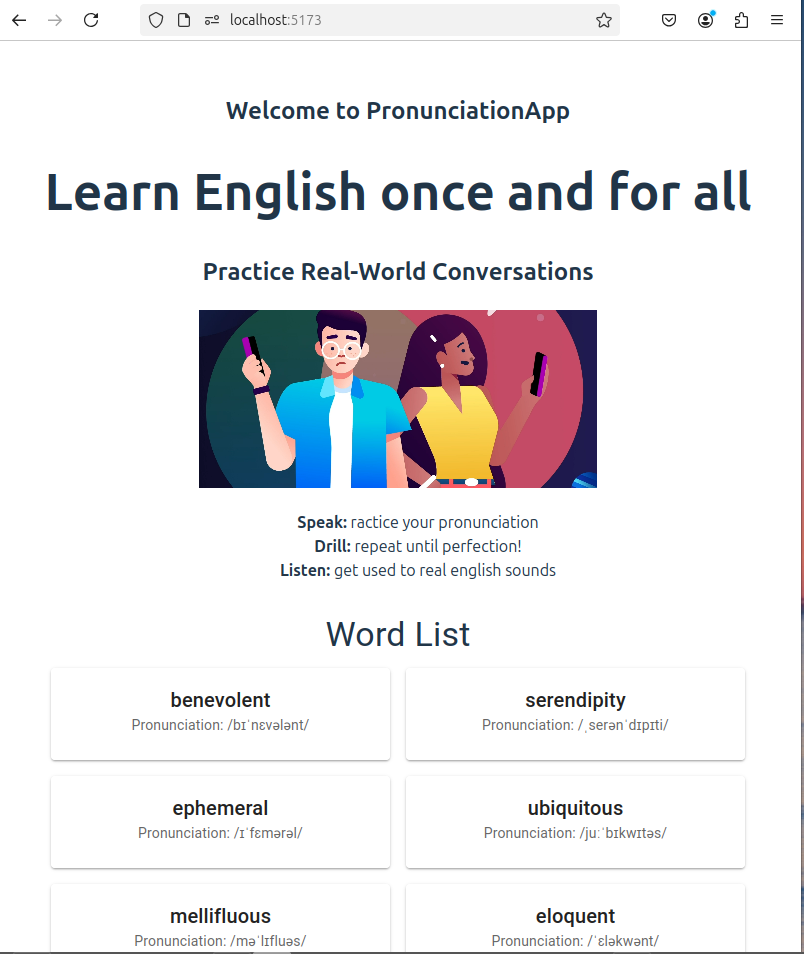 localhost:5173
Welcome to PronunciationApp
Learn English once and for all
Practice Real-World Conversations
Speak: ractice your pronunciation
Drill: repeat until perfection!
Listen: get used to real english sounds
Word List
benevolent
Pronunciation: /bɪˈnɛvələnt/
serendipity
Pronunciation: /ˌserənˈdɪpɪti/
ephemeral
Pronunciation: /ɪˈfɛmərəl/
ubiquitous
Pronunciation: /juːˈbɪkwɪtəs/
mellifluous
Pronunciation: /məˈlɪfluəs/
eloquent
Pronunciation: /ˈɛləkwənt/